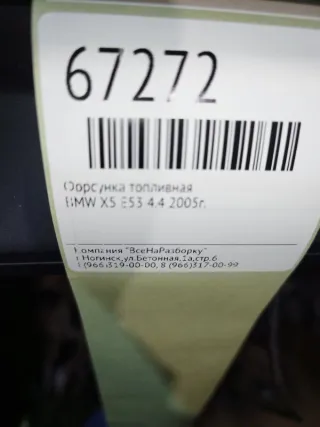 67272
Форсунка топливная
BMW X5 E53 4.4 2005г.
Компания "ВсеНаРазборку"
г.Ногинск,ул.Бетонная,1а,стр.6
8 (966)319-00-00, 8 (966)317-00-99